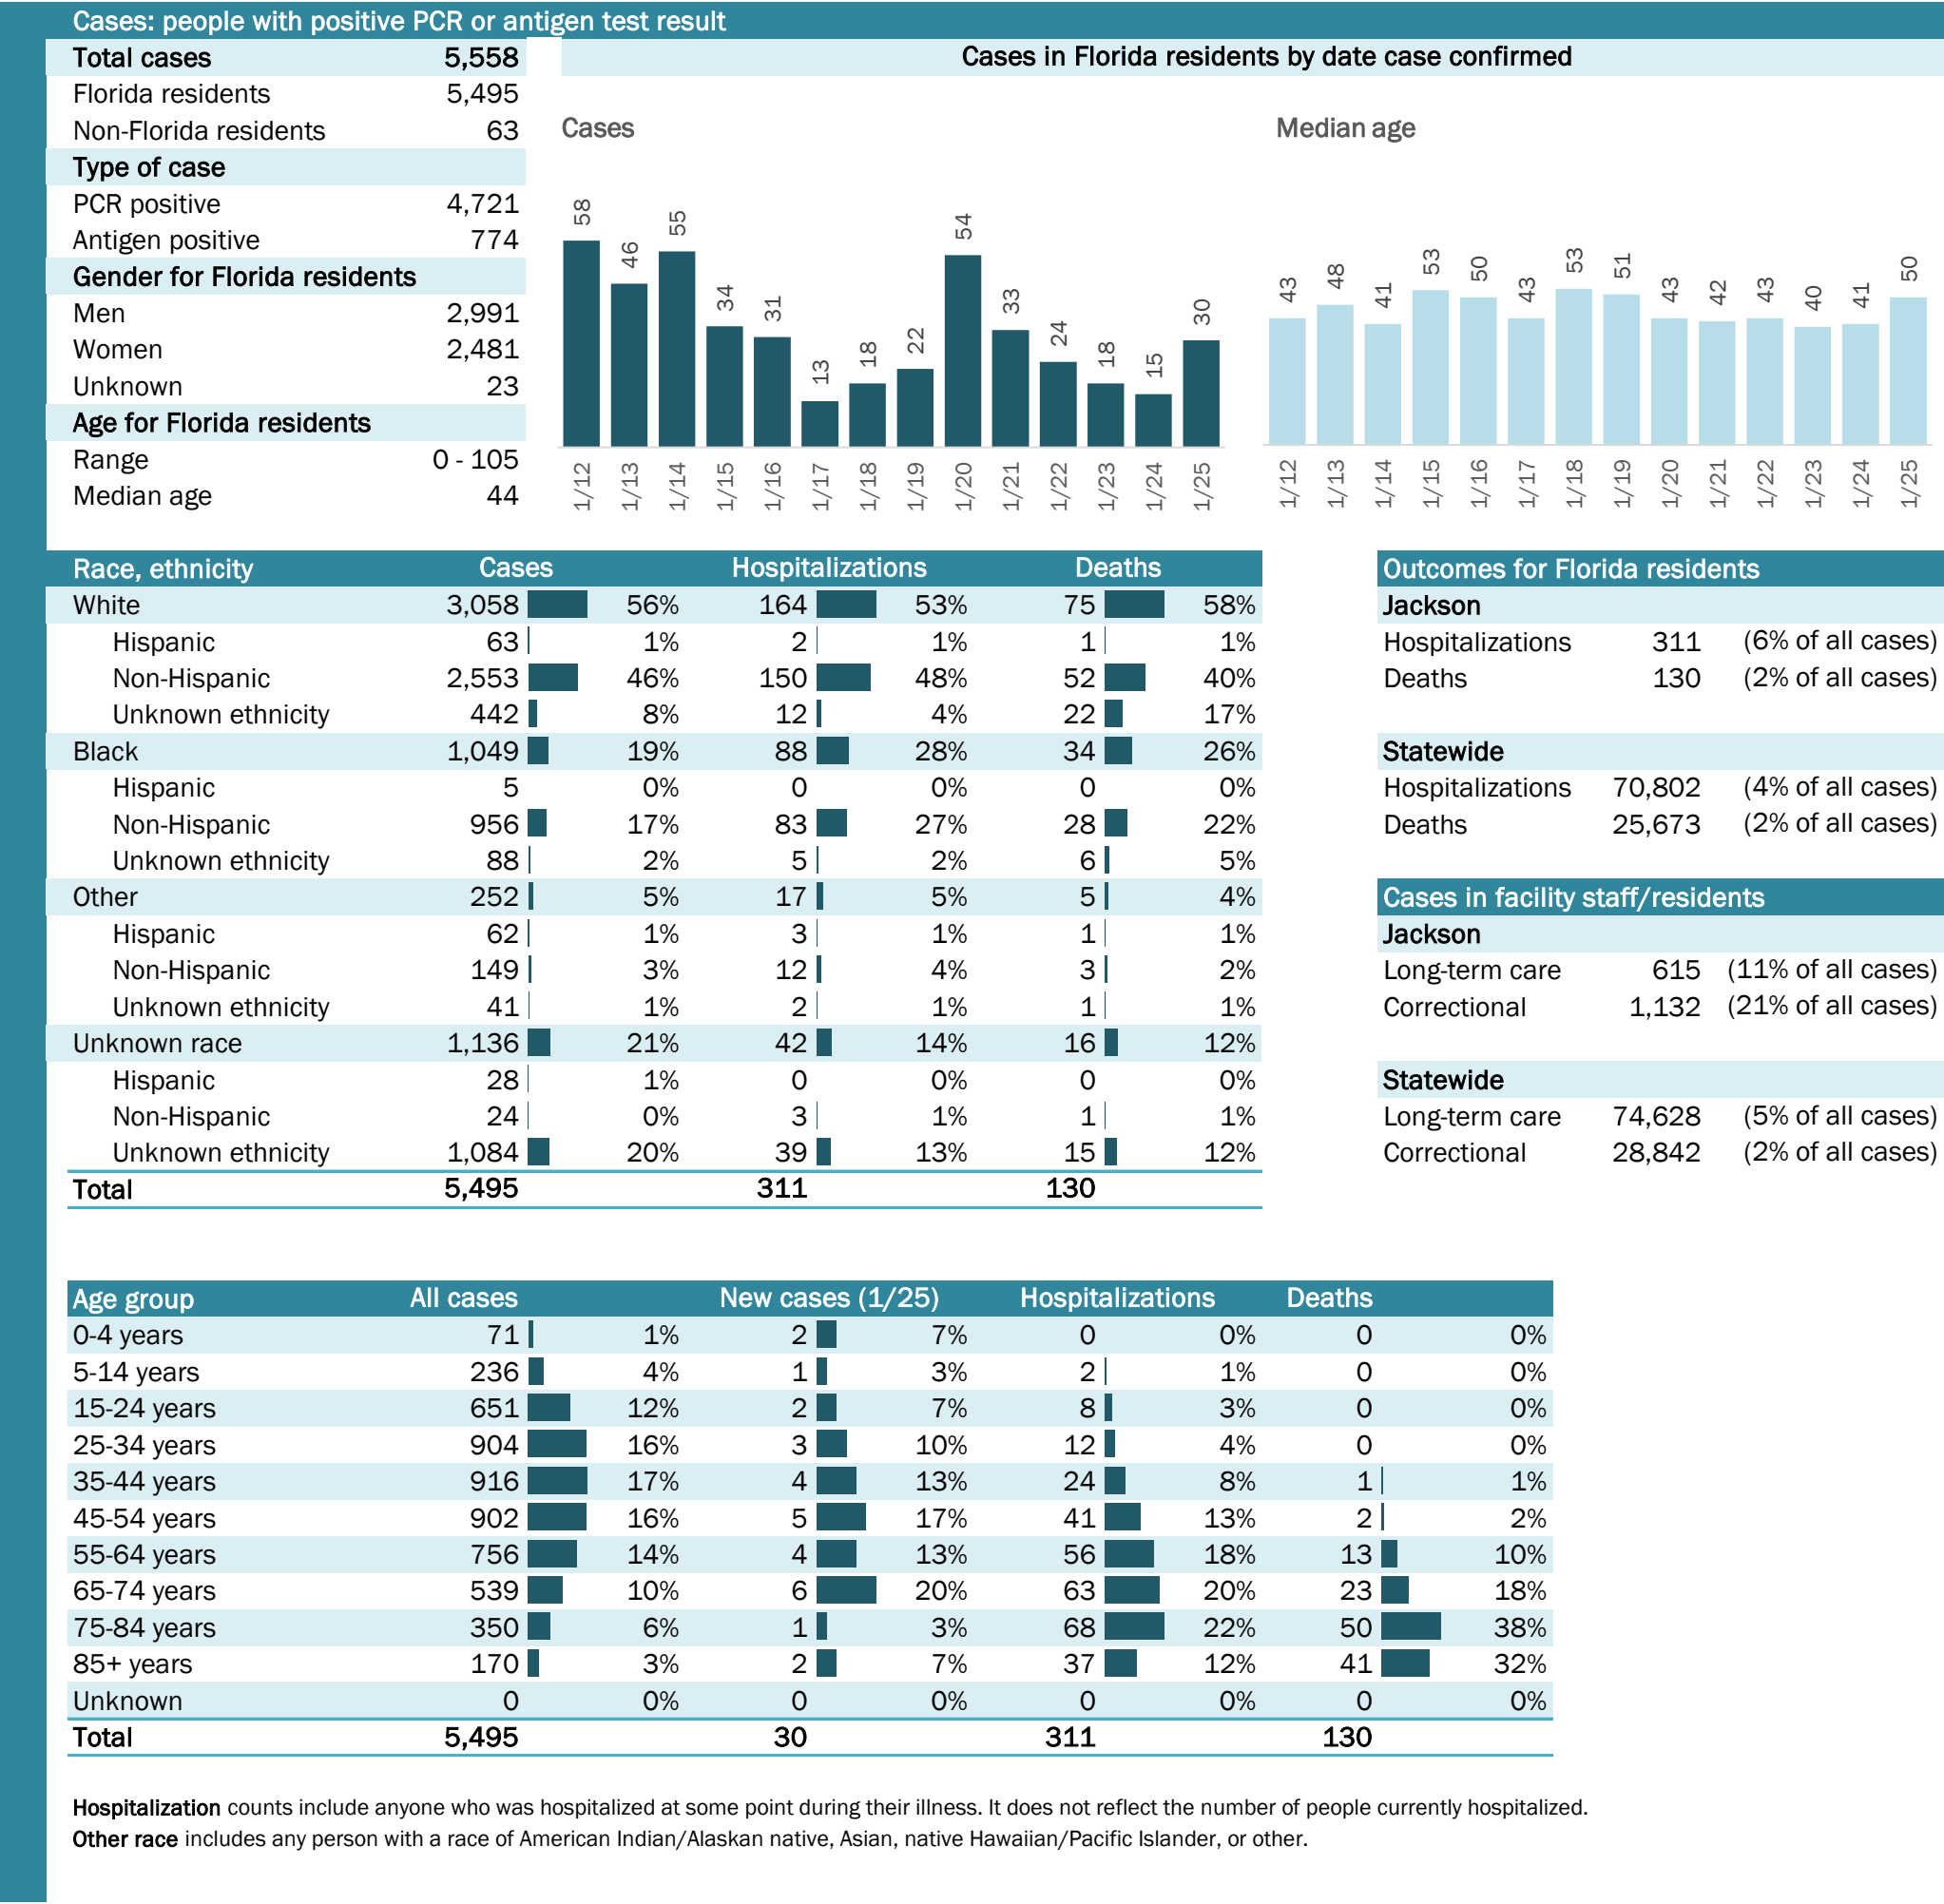 Cases: people with positive PCR or antigen test result
Total cases 5,558
Florida residents 5,495
Non-Florida residents 63
Type of case
PCR positive 4,721
Antigen positive 774
Gender for Florida residents
Men 2,991
Women 2,481
Unknown 23
Age for Florida residents
Range 0 - 105
Median age 44
Cases in Florida residents by date case confirmed
Cases
58 46 55 34 31 13 18 22 54 33 24 18 15 30
1/12 1/13 1/14 1/15 1/16 1/17 1/18 1/19 1/20 1/21 1/22 1/23 1/24 1/25
Median age
43 48 41 53 50 43 53 51 43 42 43 40 41 50
1/12 1/13 1/14 1/15 1/16 1/17 1/18 1/19 1/20 1/21 1/22 1/23 1/24 1/25
Race, ethnicity Cases Hospitalizations Deaths
White 3,058 56% 164 53% 75 58%
Hispanic 63 1% 2 1% 1 1%
Non-Hispanic 2,553 46% 150 48% 52 40%
Unknown ethnicity 442 8% 12 4% 22 17%
Black 1,049 19% 88 28% 34 26%
Hispanic 5 0% 0 0% 0 0%
Non-Hispanic 956 17% 83 27% 28 22%
Unknown ethnicity 88 2% 5 2% 6 5%
Other 252 5% 17 5% 5 4%
Hispanic 62 1% 3 1% 1 1%
Non-Hispanic 149 3% 12 4% 3 2%
Unknown ethnicity 41 1% 2 1% 1 1%
Unknown race 1,136 21% 42 14% 16 12%
Hispanic 28 1% 0 0% 0 0%
Non-Hispanic 24 0% 3 1% 1 1%
Unknown ethnicity 1,084 20% 39 13% 15 12%
Total 5,495 311 130
Outcomes for Florida residents
Jackson
Hospitalizations 311 (6% of all cases)
Deaths 130 (2% of all cases)
Statewide
Hospitalizations 70,802 (4% of all cases)
Deaths 25,673 (2% of all cases)
Cases in facility staff/residents
Jackson
Long-term care 615 (11% of all cases)
Correctional 1,132 (21% of all cases)
Statewide
Long-term care 74,628 (5% of all cases)
Correctional 28,842 (2% of all cases)
Age group All cases New cases (1/25) Hospitalizations Deaths
0-4 years 71 1% 2 7% 0 0% 0 0%
5-14 years 236 4% 1 3% 2 1% 0 0%
15-24 years 651 12% 2 7% 8 3% 0 0%
25-34 years 904 16% 3 10% 12 4% 0 0%
35-44 years 916 17% 4 13% 24 8% 1 1%
45-54 years 902 16% 5 17% 41 13% 2 2%
55-64 years 756 14% 4 13% 56 18% 13 10%
65-74 years 539 10% 6 20% 63 20% 23 18%
75-84 years 350 6% 1 3% 68 22% 50 38%
85+ years 170 3% 2 7% 37 12% 41 32%
Unknown 0 0% 0 0% 0 0% 0 0%
Total 5,495 30 311 130
Hospitalization counts include anyone who was hospitalized at some point during their illness. It does not reflect the number of people currently hospitalized.
Other race includes any person with a race of American Indian/Alaskan native, Asian, native Hawaiian/Pacific Islander, or other.